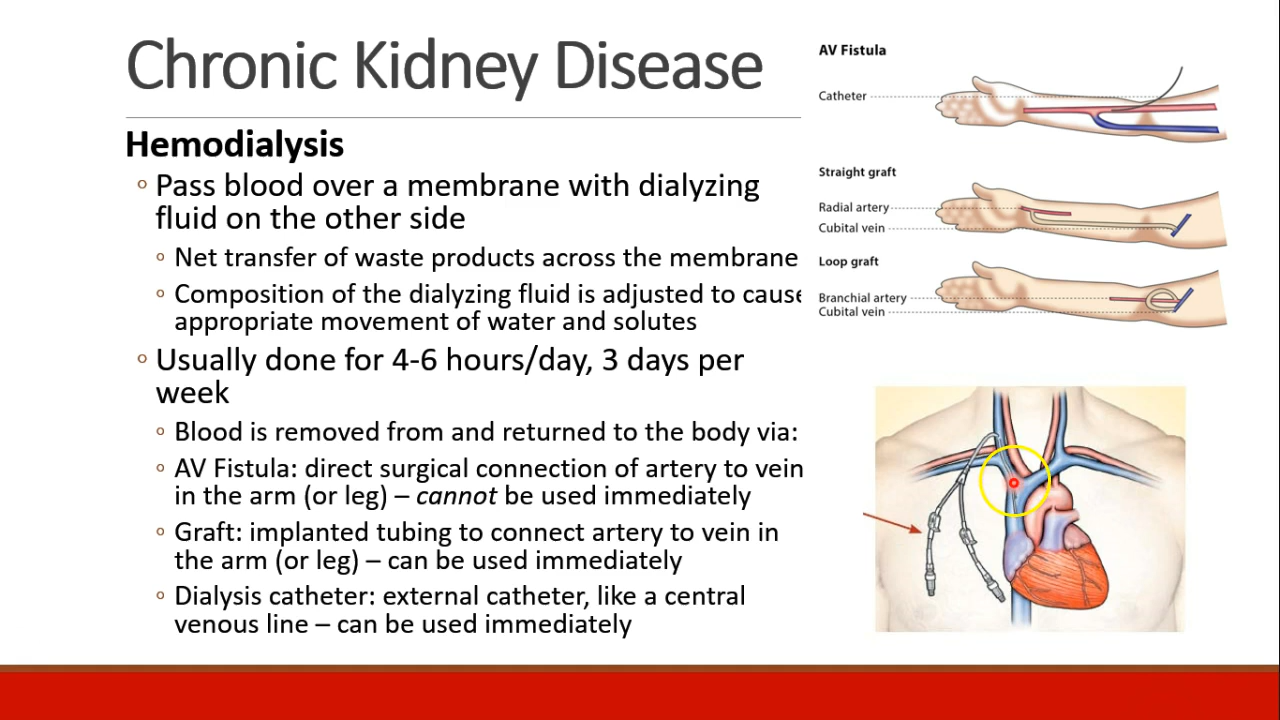 Chronic Kidney Disease
Hemodialysis
◦ Pass blood over a membrane with dialyzing
fluid on the other side
◦ Net transfer of waste products across the membrane
◦ Composition of the dialyzing fluid is adjusted to cause
appropriate movement of water and solutes
◦ Usually done for 4-6 hours/day, 3 days per
week
◦ Blood is removed from and returned to the body via:
◦ AV Fistula: direct surgical connection of artery to vein
in the arm (or leg) – cannot be used immediately
◦ Graft: implanted tubing to connect artery to vein in
the arm (or leg) – can be used immediately
◦ Dialysis catheter: external catheter, like a central
venous line – can be used immediately
AV Fistula
Catheter
Straight graft
Radial artery
Cubital vein
Loop graft
Branchial artery
Cubital vein